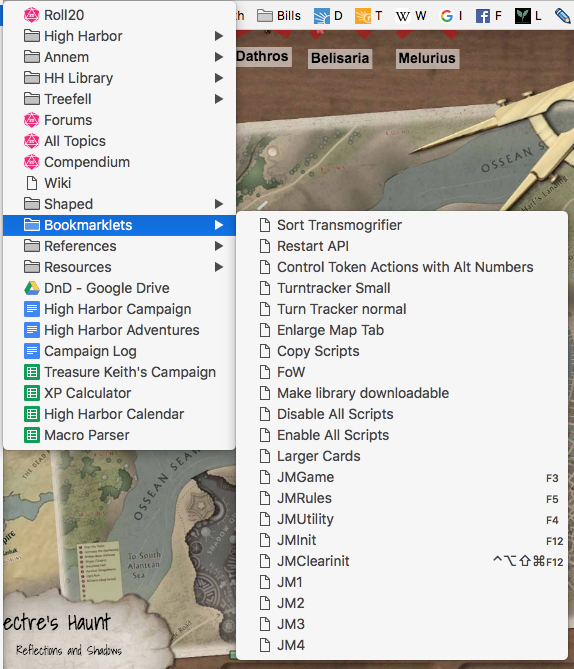 Roll20
High Harbor
Annem
HH Library
Treefell
Forums
All Topics
Compendium
Wiki
Shaped
Bookmarklets
References
Resources
DnD - Google Drive
High Harbor Campaign
High Harbor Adventures
Campaign Log
Treasure Keith's Campaign
XP Calculator
High Harbor Calendar
Macro Parser
Bills
D
T
W
I
F
L
Dathros
Belisaria
Melurius
OSSEAN
Sort Transmogrifier
Restart API
Control Token Actions with Alt Numbers
Turntracker Small
Turn Tracker normal
Enlarge Map Tab
Copy Scripts
FoW
Make library downloadable
Disable All Scripts
Enable All Scripts
Larger Cards
JMGame F3
JMRules F5
JMUtility F4
JMInit F12
JMClearinit ^⌥⇧⌘F12
JM1
JM2
JM3
JM4
OSSEAN SEA
To South
Alantean
Sea
ectre's Haunt
Reflections and Shadows